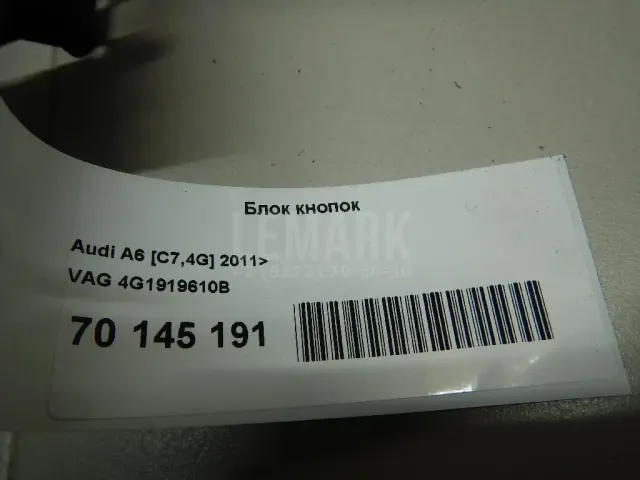 Блок кнопок
LEMARK
Audi A6 [C7,4G] 2011>
VAG 4G1919610B
70 145 191